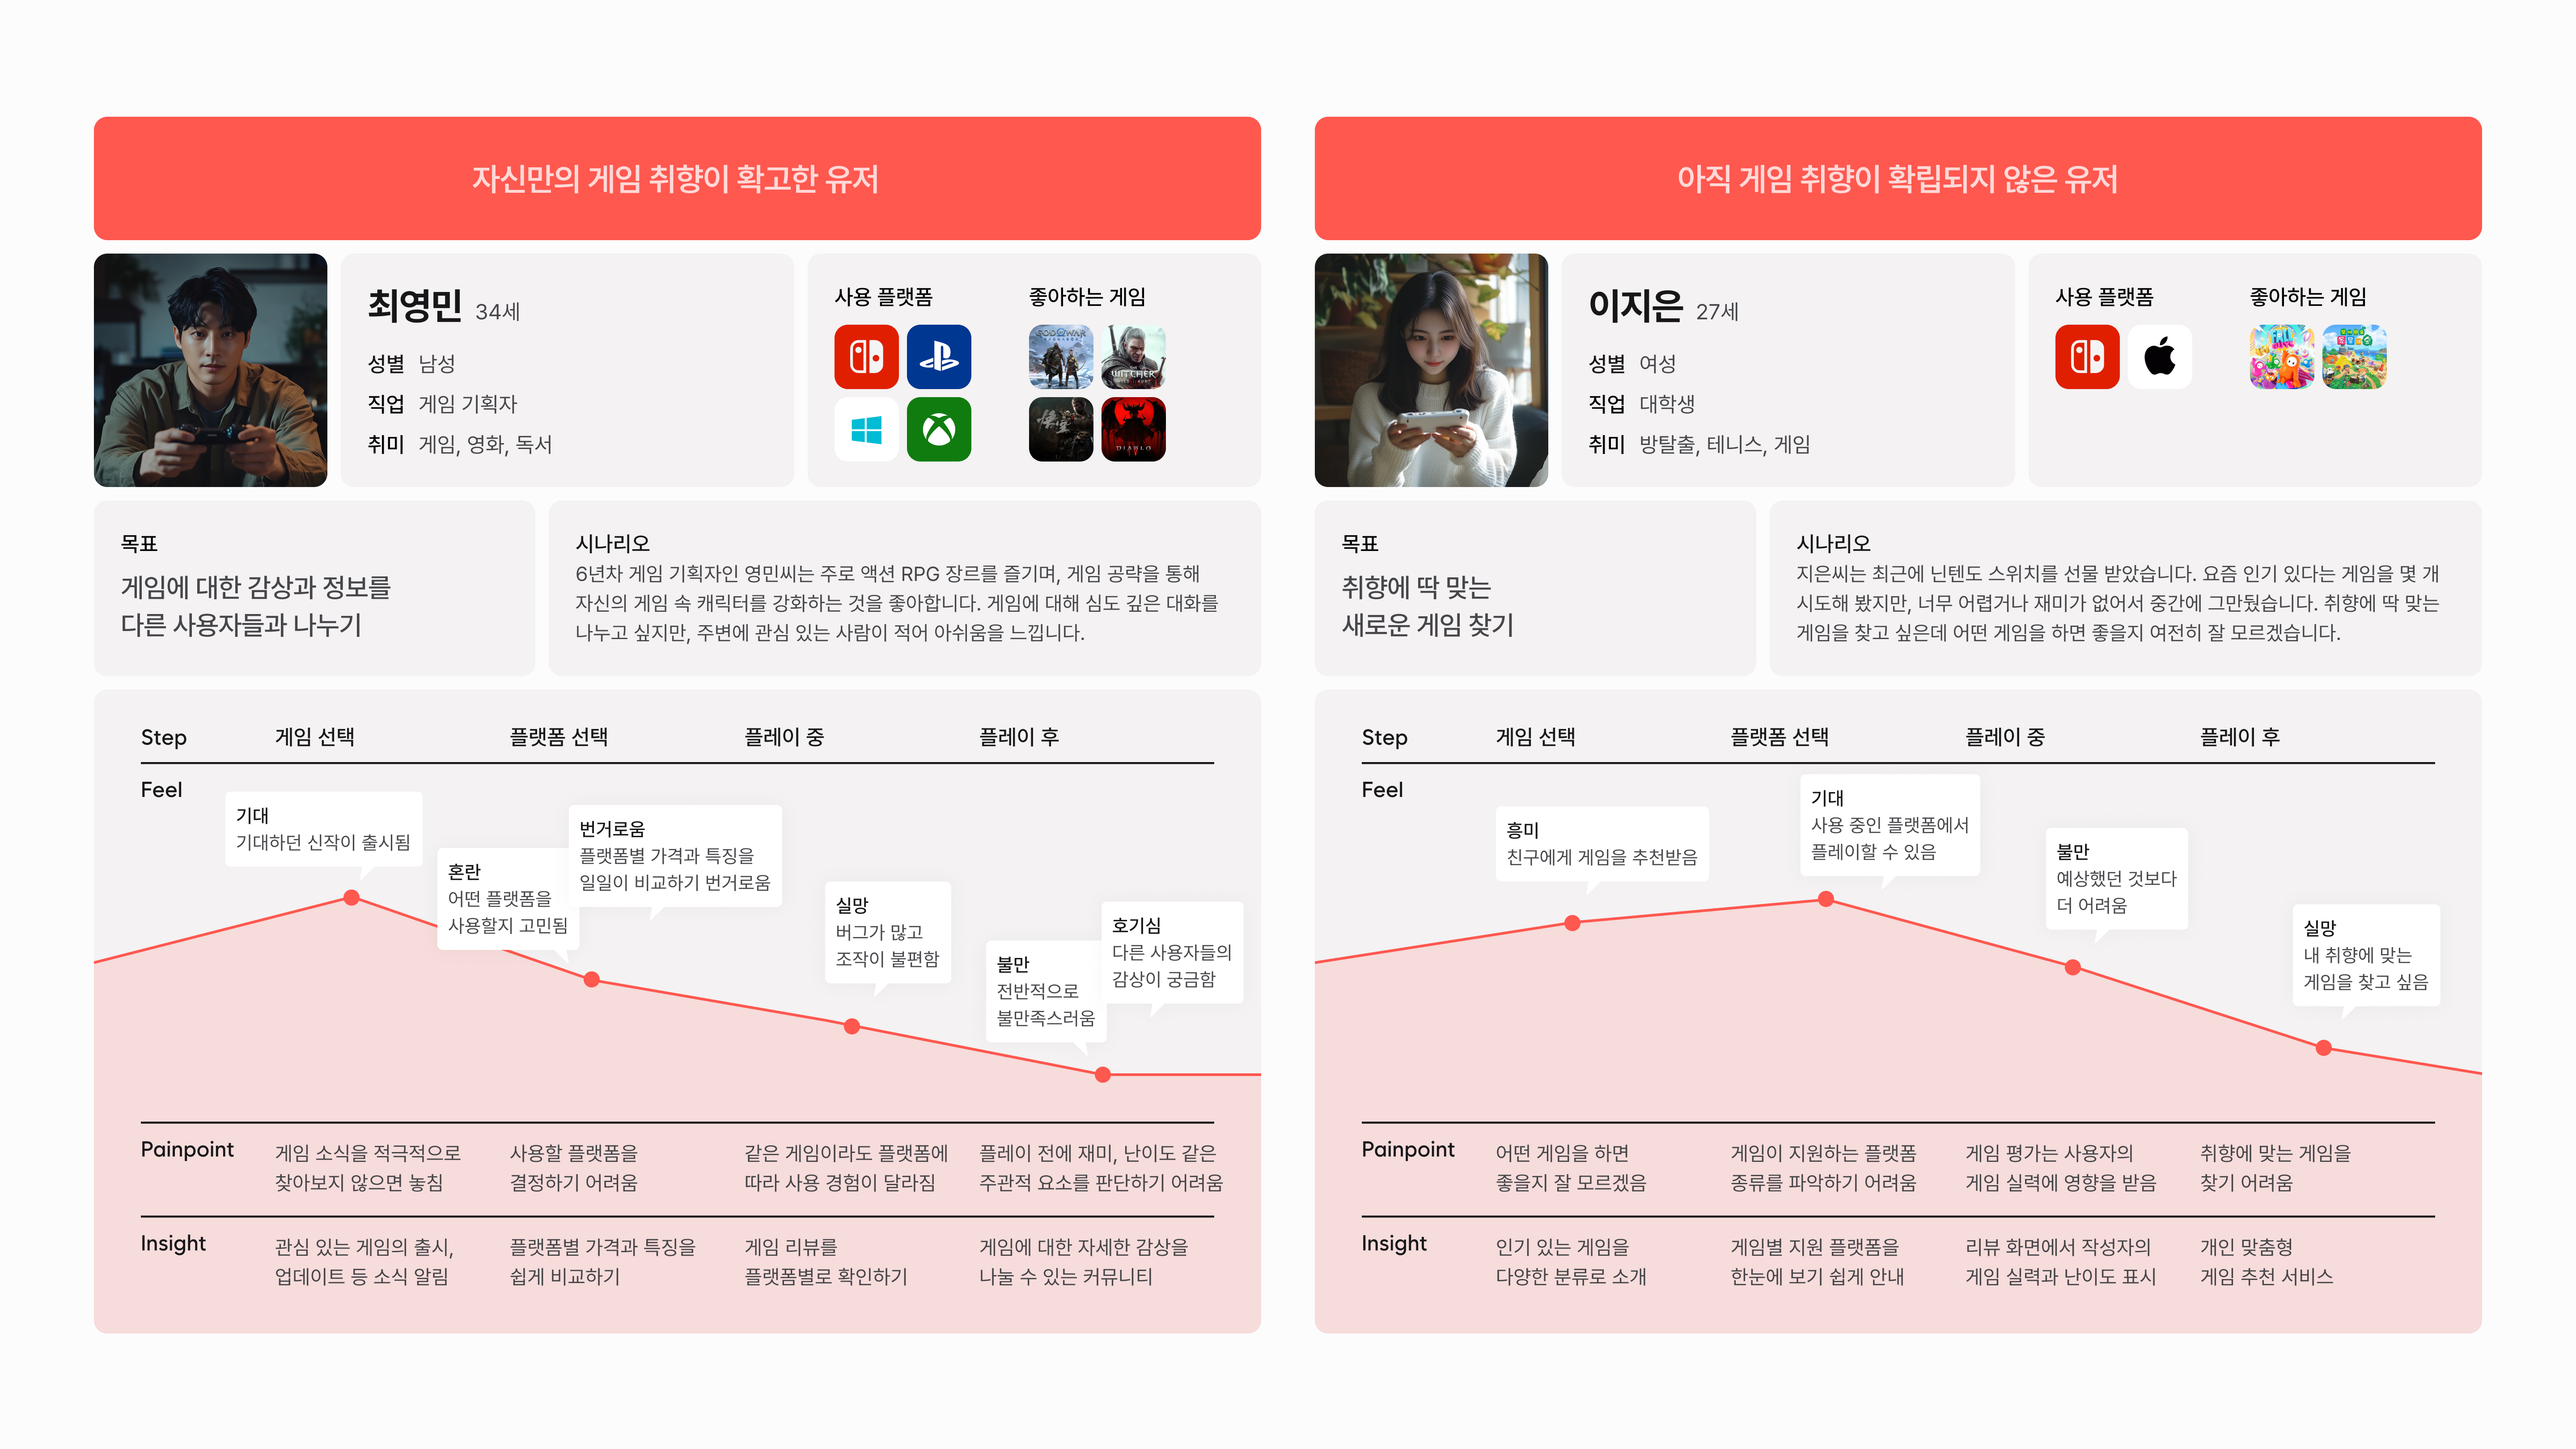 자신만의 게임 취향이 확고한 유저
최영민 34세
성별 남성
직업 게임 기획자
취미 게임, 영화, 독서
사용 플랫폼
좋아하는 게임
GOD OF WAR
THE WITCHER
WILD HUNT
DIABLO
목표
게임에 대한 감상과 정보를
다른 사용자들과 나누기
시나리오
6년차 게임 기획자인 영민씨는 주로 액션 RPG 장르를 즐기며, 게임 공략을 통해
자신의 게임 속 캐릭터를 강화하는 것을 좋아합니다. 게임에 대해 심도 깊은 대화를
나누고 싶지만, 주변에 관심 있는 사람이 적어 아쉬움을 느낍니다.
Step 게임 선택 플랫폼 선택 플레이 중 플레이 후
Feel
기대
기대하던 신작이 출시됨
혼란
어떤 플랫폼을
사용할지 고민됨
번거로움
플랫폼별 가격과 특징을
일일이 비교하기 번거로움
실망
버그가 많고
조작이 불편함
불만
전반적으로
불만족스러움
호기심
다른 사용자들의
감상이 궁금함
Painpoint
게임 소식을 적극적으로
찾아보지 않으면 놓침
사용할 플랫폼을
결정하기 어려움
같은 게임이라도 플랫폼에
따라 사용 경험이 달라짐
플레이 전에 재미, 난이도 같은
주관적 요소를 판단하기 어려움
Insight
관심 있는 게임의 출시,
업데이트 등 소식 알림
플랫폼별 가격과 특징을
쉽게 비교하기
게임 리뷰를
플랫폼별로 확인하기
게임에 대한 자세한 감상을
나눌 수 있는 커뮤니티
아직 게임 취향이 확립되지 않은 유저
이지은 27세
성별 여성
직업 대학생
취미 방탈출, 테니스, 게임
사용 플랫폼
좋아하는 게임
FALL GUYS
목표
취향에 딱 맞는
새로운 게임 찾기
시나리오
지은씨는 최근에 닌텐도 스위치를 선물 받았습니다. 요즘 인기 있다는 게임을 몇 개
시도해 봤지만, 너무 어렵거나 재미가 없어서 중간에 그만뒀습니다. 취향에 딱 맞는
게임을 찾고 싶은데 어떤 게임을 하면 좋을지 여전히 잘 모르겠습니다.
Step 게임 선택 플랫폼 선택 플레이 중 플레이 후
Feel
흥미
친구에게 게임을 추천받음
기대
사용 중인 플랫폼에서
플레이할 수 있음
불만
예상했던 것보다
더 어려움
실망
내 취향에 맞는
게임을 찾고 싶음
Painpoint
어떤 게임을 하면
좋을지 잘 모르겠음
게임이 지원하는 플랫폼
종류를 파악하기 어려움
게임 평가는 사용자의
게임 실력에 영향을 받음
취향에 맞는 게임을
찾기 어려움
Insight
인기 있는 게임을
다양한 분류로 소개
게임별 지원 플랫폼을
한눈에 보기 쉽게 안내
리뷰 화면에서 작성자의
게임 실력과 난이도 표시
개인 맞춤형
게임 추천 서비스